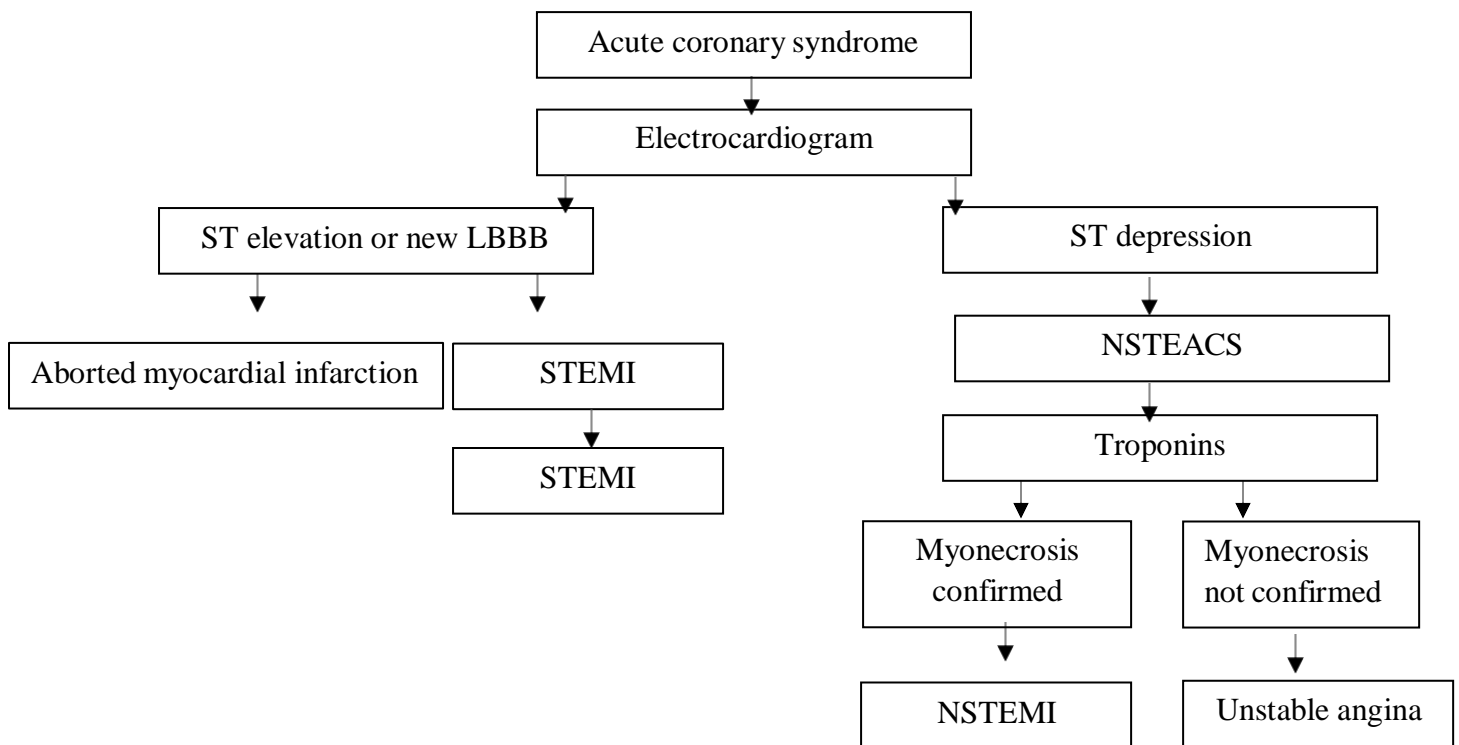 Acute coronary syndrome
Electrocardiogram
ST elevation or new LBBB
ST depression
Aborted myocardial infarction
STEMI
NSTEACS
STEMI
Troponins
Myonecrosis
confirmed
Myonecrosis
not confirmed
NSTEMI
Unstable angina